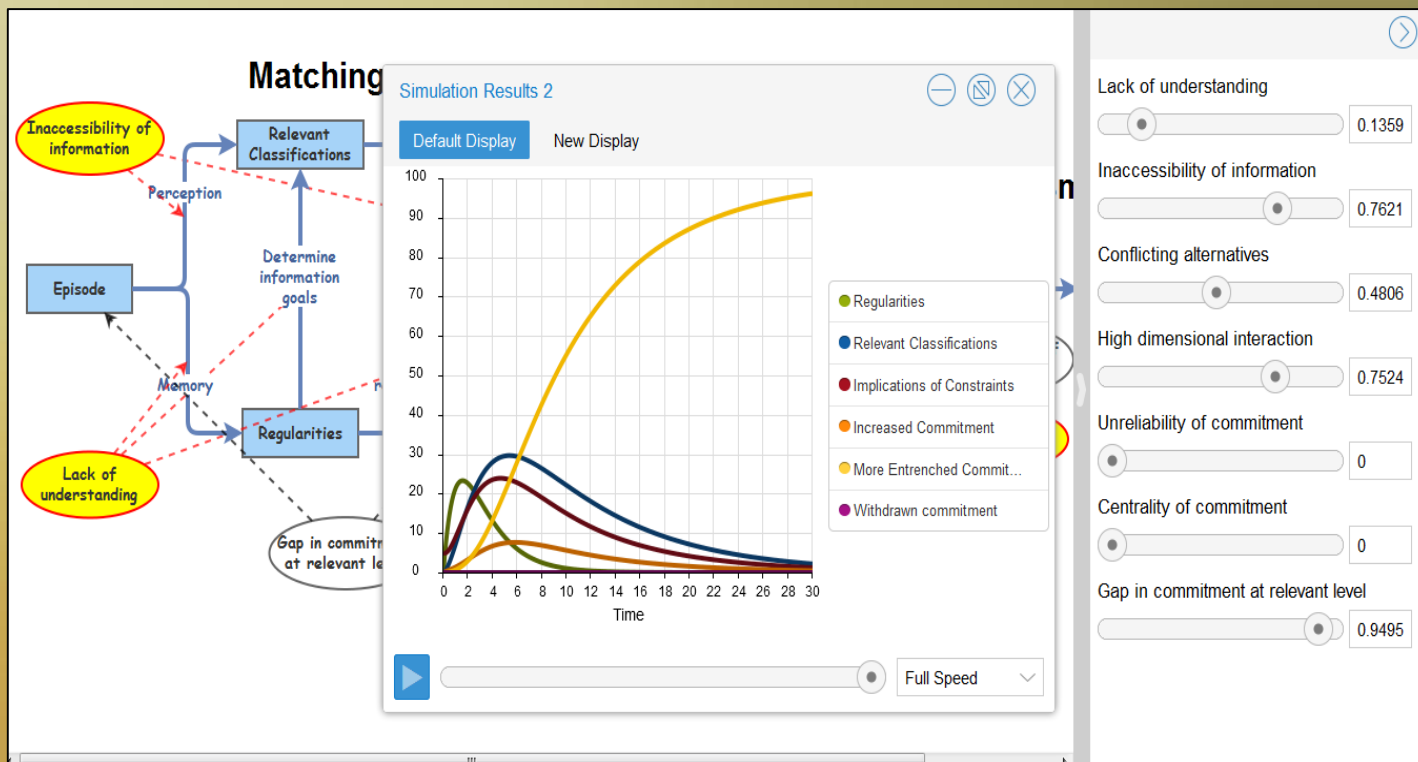 Matching
Inaccessibility of
information
Relevant
Classifications
Perception
Determine
information
goals
Episode
Memory
Regularities
Lack of
understanding
Gap in commitm
at relevant le
Simulation Results 2
Default Display
New Display
100
90
80
70
60
50
40
30
20
10
0
0 2 4 6 8 10 12 14 16 18 20 22 24 26 28 30
Time
Regularities
Relevant Classifications
Implications of Constraints
Increased Commitment
More Entrenched Commit...
Withdrawn commitment
Full Speed
Lack of understanding
0.1359
Inaccessibility of information
0.7621
Conflicting alternatives
0.4806
High dimensional interaction
0.7524
Unreliability of commitment
0
Centrality of commitment
0
Gap in commitment at relevant level
0.9495